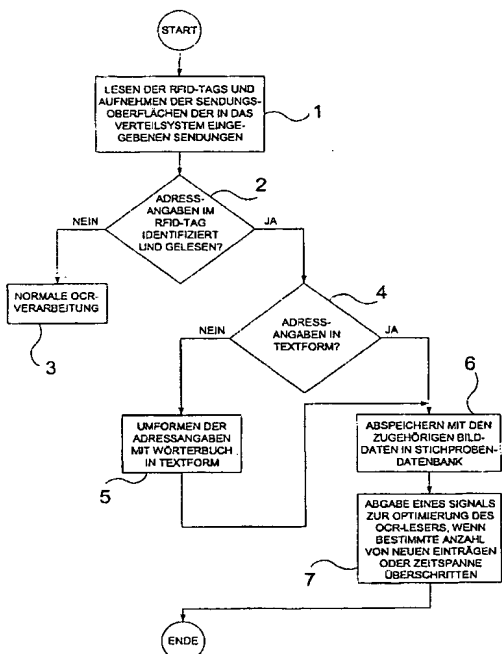 START
LESEN DER RFID-TAGS UND
AUFNEHMEN DER SENDUNGS-
OBERFLÄCHEN DER IN DAS
VERTEILSYSTEM EINGE-
GEBENEN SENDUNGEN
1
ADRESS-
ANGABEN IM
RFID-TAG
IDENTIFIZIERT
UND GELESEN?
2
NEIN
JA
NORMALE OCR-
VERARBEITUNG
3
ADRESS-
ANGABEN IN
TEXTFORM?
4
NEIN
JA
UMFORMEN DER
ADRESSANGABEN
MIT WÖRTERBUCH
IN TEXTFORM
5
ABSPEICHERN MIT DEN
ZUGEHÖRIGEN BILD-
DATEN IN STICHPROBEN-
DATENBANK
6
ABGABE EINES SIGNALS
ZUR OPTIMIERUNG DES
OCR-LESERS, WENN
BESTIMMTE ANZAHL
VON NEUEN EINTRÄGEN
ODER ZEITSPANNE
ÜBERSCHRITTEN
7
ENDE